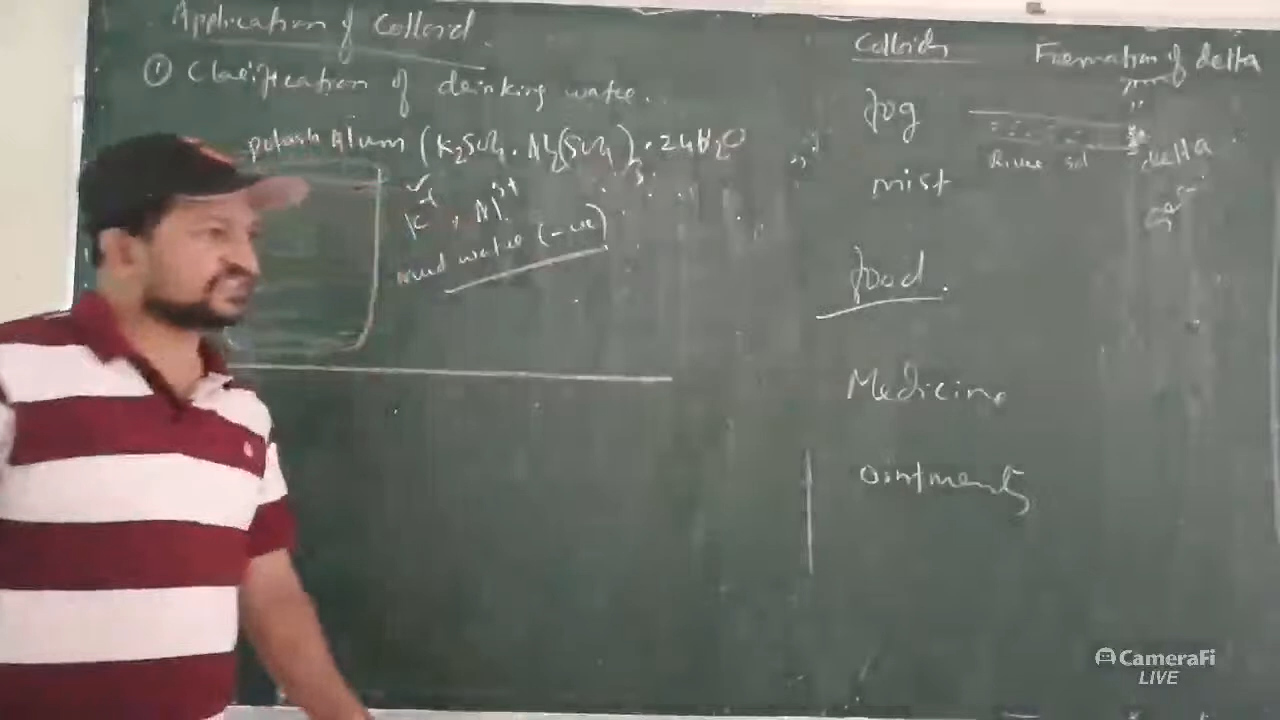 Application of Colloid.
① Clarification of drinking water.
potash Alum (K₂SO₄. Al₂(SO₄)₃. 24H₂O
K⁺, Al³⁺
mud water (-ve)
Colloids
fog
mist
food.
Medicine
Ointments
Formation of delta
River sol
delta
CameraFi
LIVE